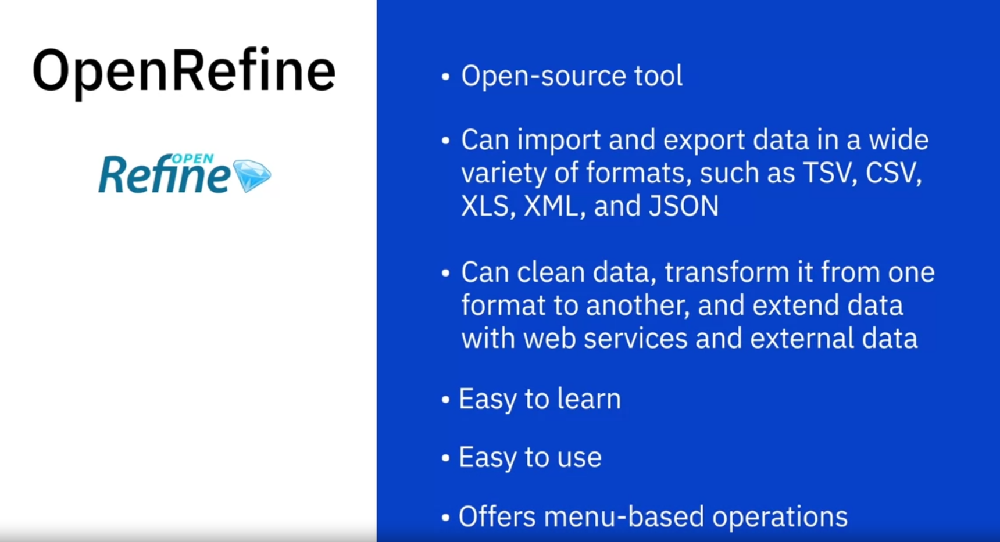 OpenRefine
OPEN
Refine
• Open-source tool
• Can import and export data in a wide
variety of formats, such as TSV, CSV,
XLS, XML, and JSON
• Can clean data, transform it from one
format to another, and extend data
with web services and external data
• Easy to learn
• Easy to use
• Offers menu-based operations